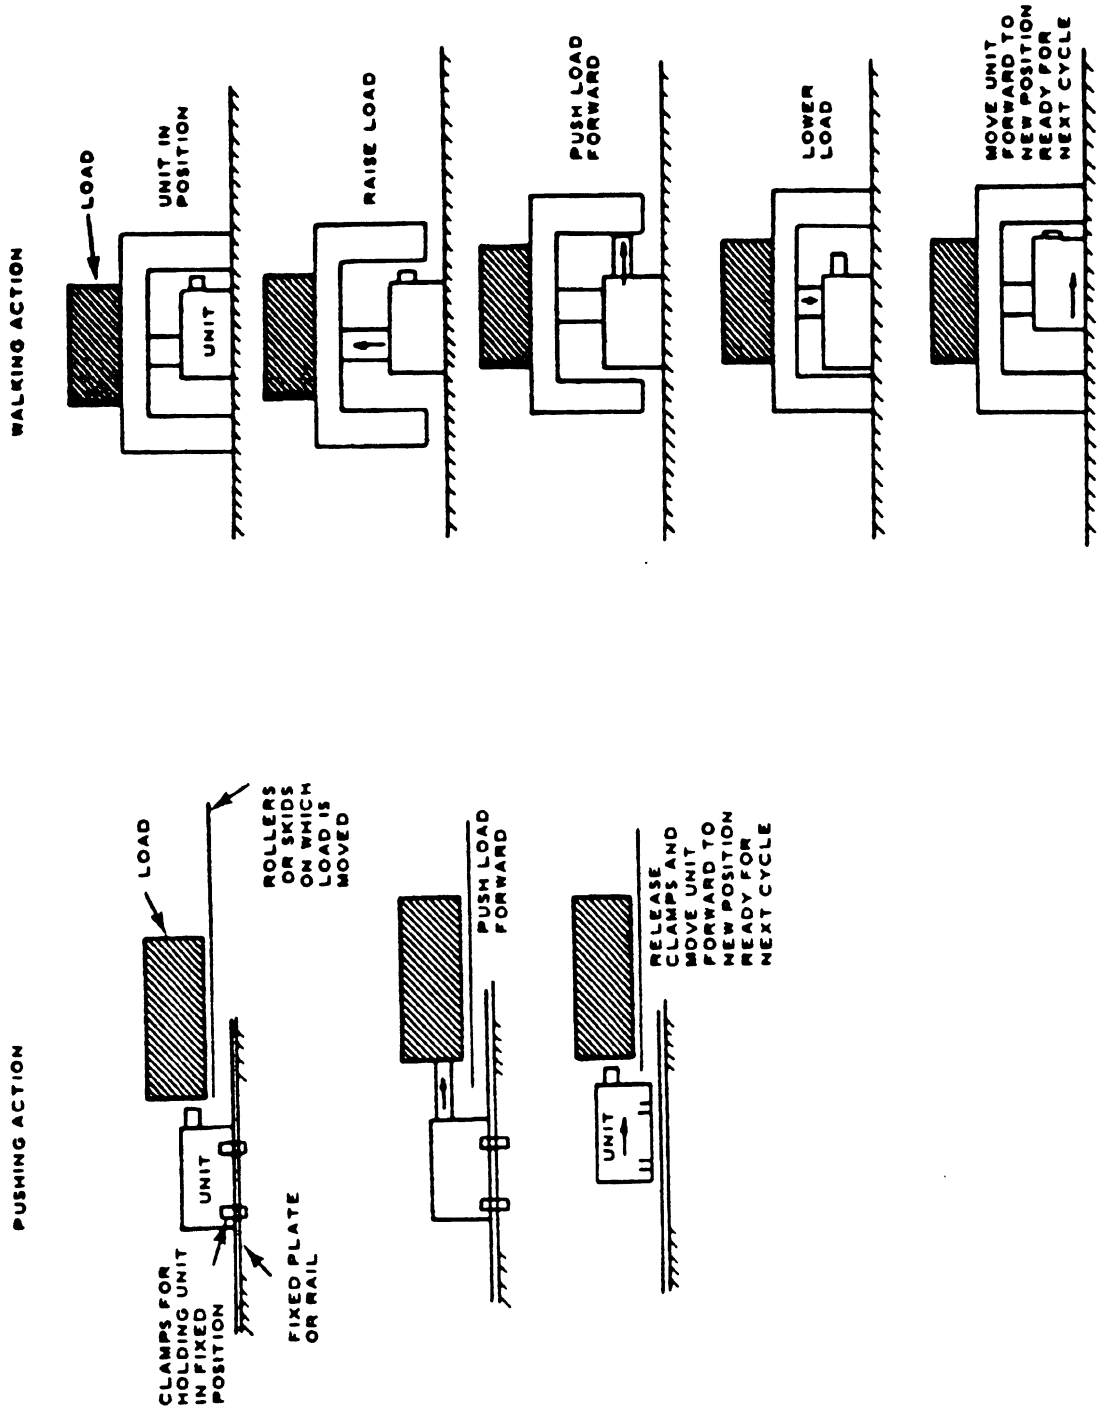 PUSHING ACTION
CLAMPS FOR
HOLDING UNIT
IN FIXED
POSITION
UNIT
LOAD
FIXED PLATE
OR RAIL
ROLLERS
OR SKIDS
ON WHICH
LOAD IS
MOVED
PUSH LOAD
FORWARD
UNIT
RELEASE
CLAMPS AND
MOVE UNIT
FORWARD TO
NEW POSITION
READY FOR
NEXT CYCLE
WALKING ACTION
LOAD
UNIT
UNIT IN
POSITION
RAISE LOAD
PUSH LOAD
FORWARD
LOWER
LOAD
MOVE UNIT
FORWARD TO
NEW POSITION
READY FOR
NEXT CYCLE